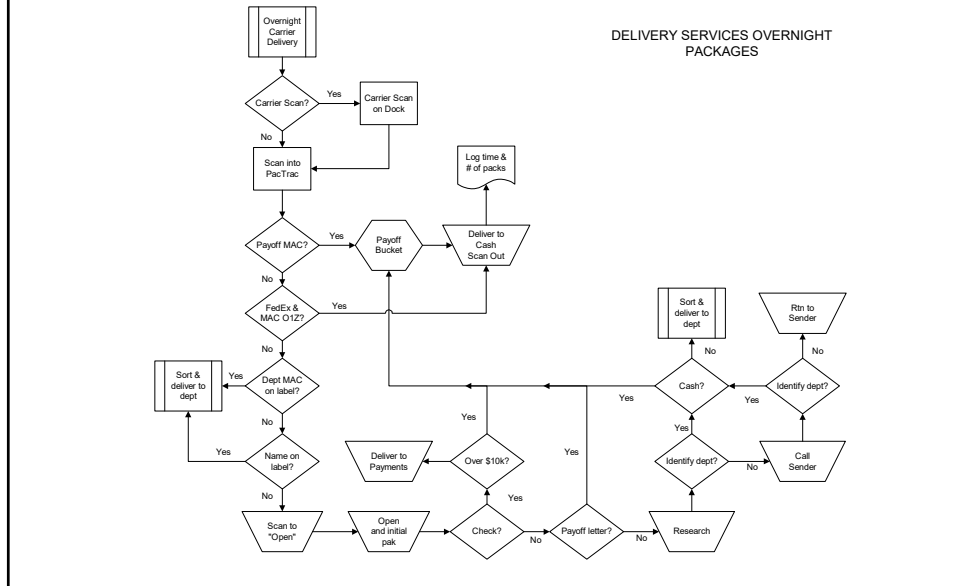 Overnight
Carrier
Delivery
DELIVERY SERVICES OVERNIGHT
PACKAGES
Carrier Scan?
Yes
Carrier Scan
on Dock
No
Scan into
PacTrac
Log time &
# of packs
Payoff MAC?
Yes
Payoff
Bucket
Deliver to
Cash
Scan Out
No
FedEx &
MAC O1Z?
Yes
Sort &
deliver to
dept
Rtn to
Sender
No
No
No
Sort &
deliver to
dept
Yes
Dept MAC
on label?
Cash?
Identify dept?
Yes
Yes
No
Yes
Yes
Yes
Name on
label?
Yes
Deliver to
Payments
Over $10k?
Yes
Identify dept?
No
Call
Sender
No
Yes
Scan to
"Open"
Open
and initial
pak
Check?
No
Payoff letter?
No
Research